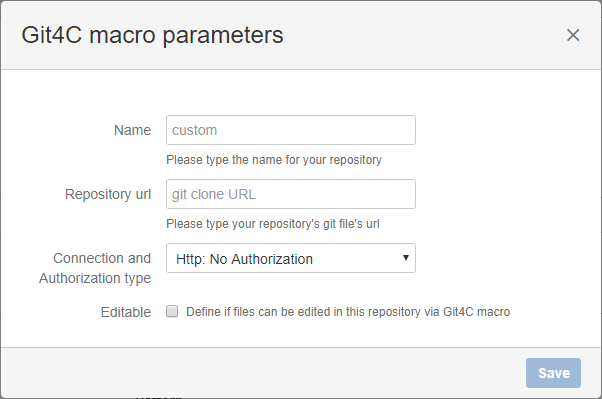 Git4C macro parameters
Name
custom
Please type the name for your repository
Repository url
git clone URL
Please type your repository's git file's url
Connection and
Authorization type
Http: No Authorization
Editable
Define if files can be edited in this repository via Git4C macro
Save